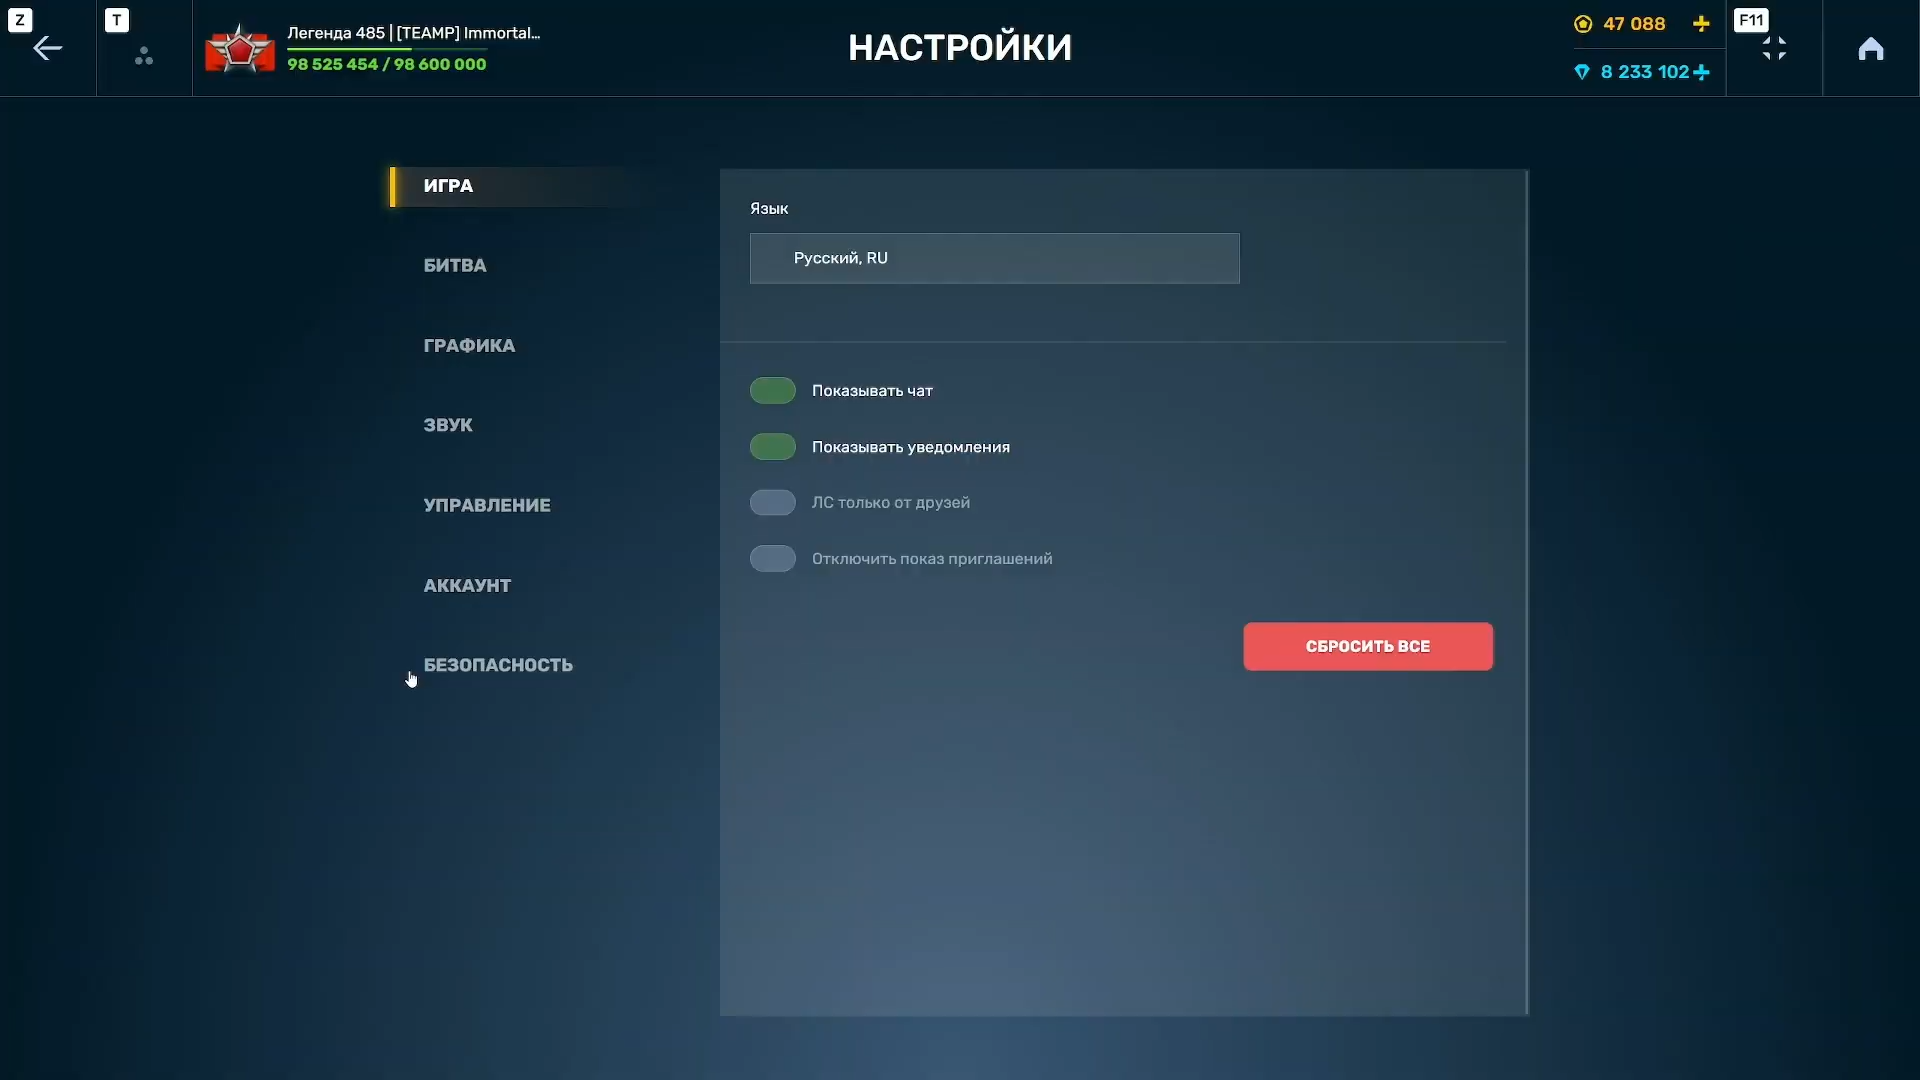 Z
T
Легенда 485 | [TEAMP] Immortal...
98 525 454 / 98 600 000
НАСТРОЙКИ
47 088
8 233 102
F11
ИГРА
БИТВА
ГРАФИКА
ЗВУК
УПРАВЛЕНИЕ
АККАУНТ
БЕЗОПАСНОСТЬ
Язык
Русский, RU
Показывать чат
Показывать уведомления
ЛС только от друзей
Отключить показ приглашений
СБРОСИТЬ ВСЕ